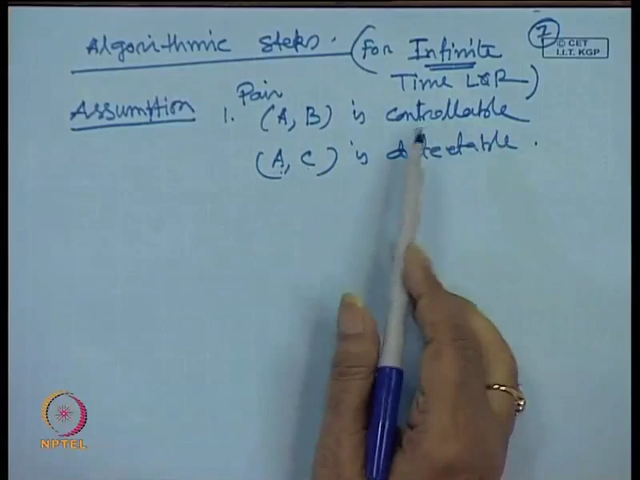 Algorithmic Steps. (For Infinite
Time LQR)
7
© CET
I.I.T. KGP
Assumption 1. Pair (A, B) is controllable
(A, C) is detectable.
NPTEL